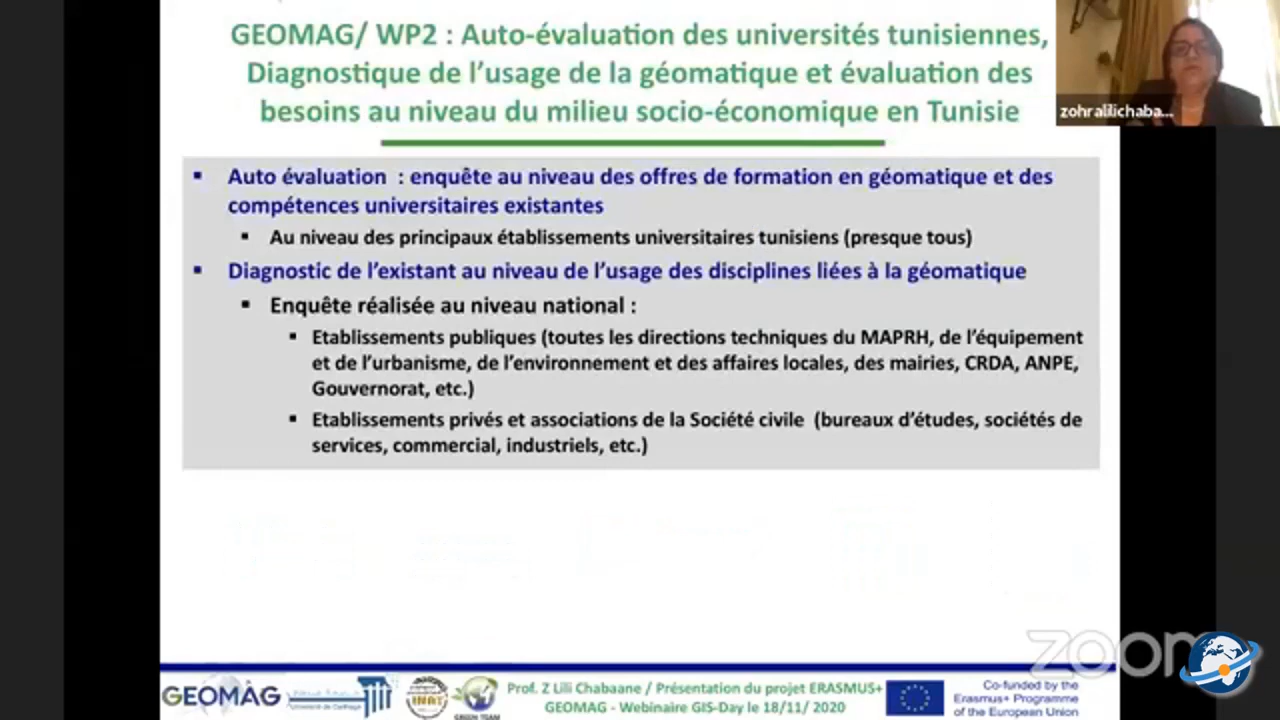 GEOMAG/ WP2 : Auto-évaluation des universités tunisiennes,
Diagnostique de l'usage de la géomatique et évaluation des
besoins au niveau du milieu socio-économique en Tunisie
zohralilichaba...
▪ Auto évaluation : enquête au niveau des offres de formation en géomatique et des
compétences universitaires existantes
▪ Au niveau des principaux établissements universitaires tunisiens (presque tous)
▪ Diagnostic de l'existant au niveau de l'usage des disciplines liées à la géomatique
▪ Enquête réalisée au niveau national :
▪ Etablissements publiques (toutes les directions techniques du MAPRH, de l'équipement
et de l'urbanisme, de l'environnement et des affaires locales, des mairies, CRDA, ANPE,
Gouvernorat, etc.)
▪ Etablissements privés et associations de la Société civile (bureaux d'études, sociétés de
services, commercial, industriels, etc.)
zoom
GEOMAG
INAT
GREEN TEAM
Prof. Z Lili Chabaane / Présentation du projet ERASMUS+
GEOMAG - Webinaire GIS-Day le 18/11/ 2020
Co-funded by the
Erasmus+ Programme
of the European Union